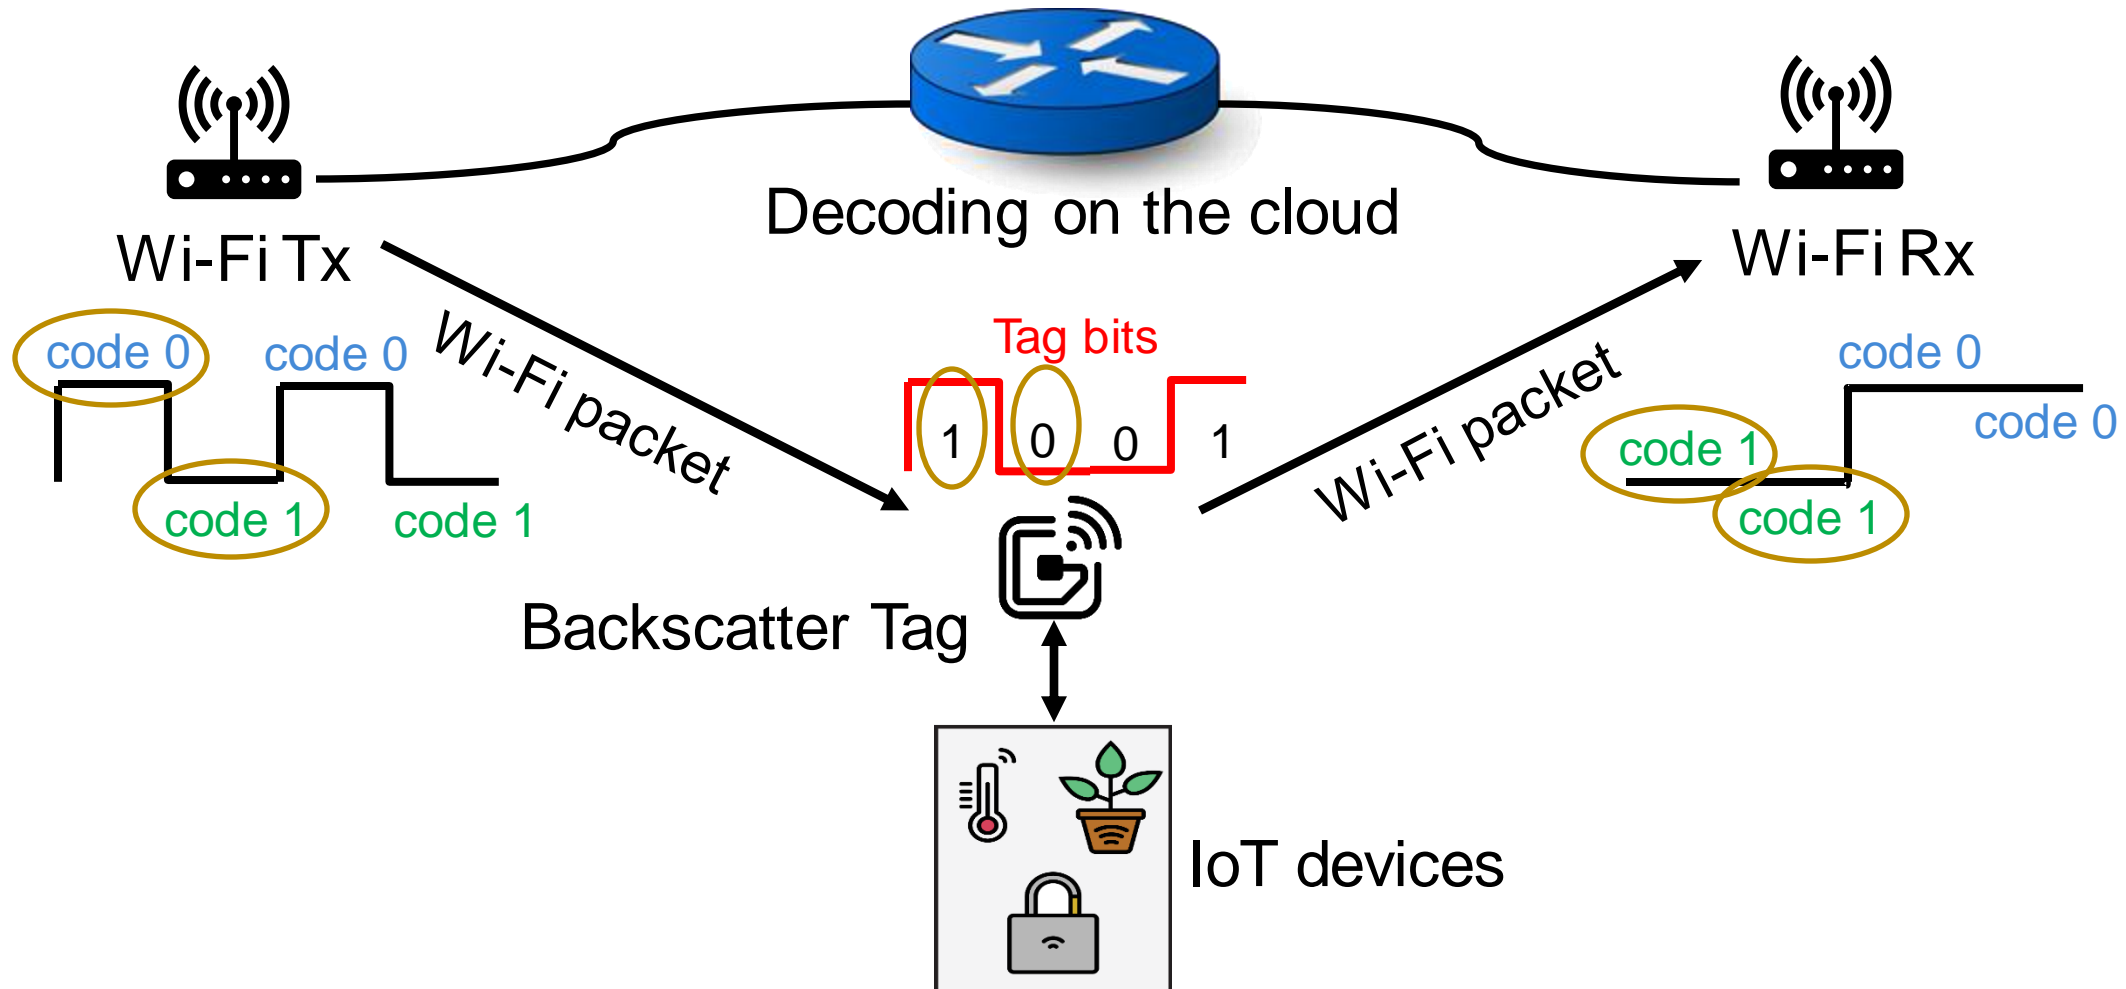 Decoding on the cloud
Wi-Fi Tx
Wi-Fi Rx
Wi-Fi packet
Tag bits
Wi-Fi packet
code 0
code 0
code 1
code 1
1 0 0 1
code 0
code 0
code 1
code 1
Backscatter Tag
IoT devices